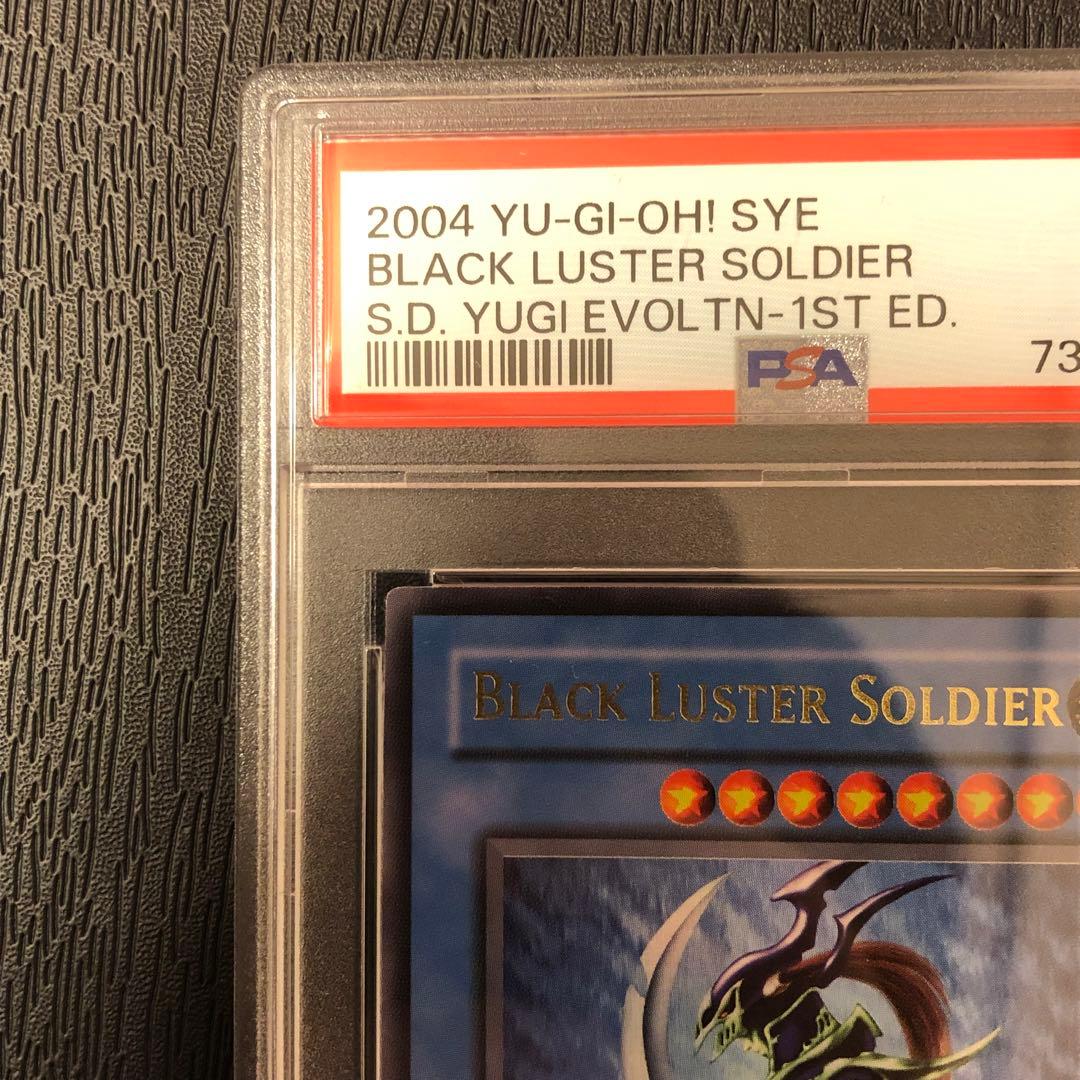 2004 YU-GI-OH! SYE
BLACK LUSTER SOLDIER
S.D. YUGI EVOLTN-1ST ED.
PSA
73
BLACK LUSTER SOLDIER